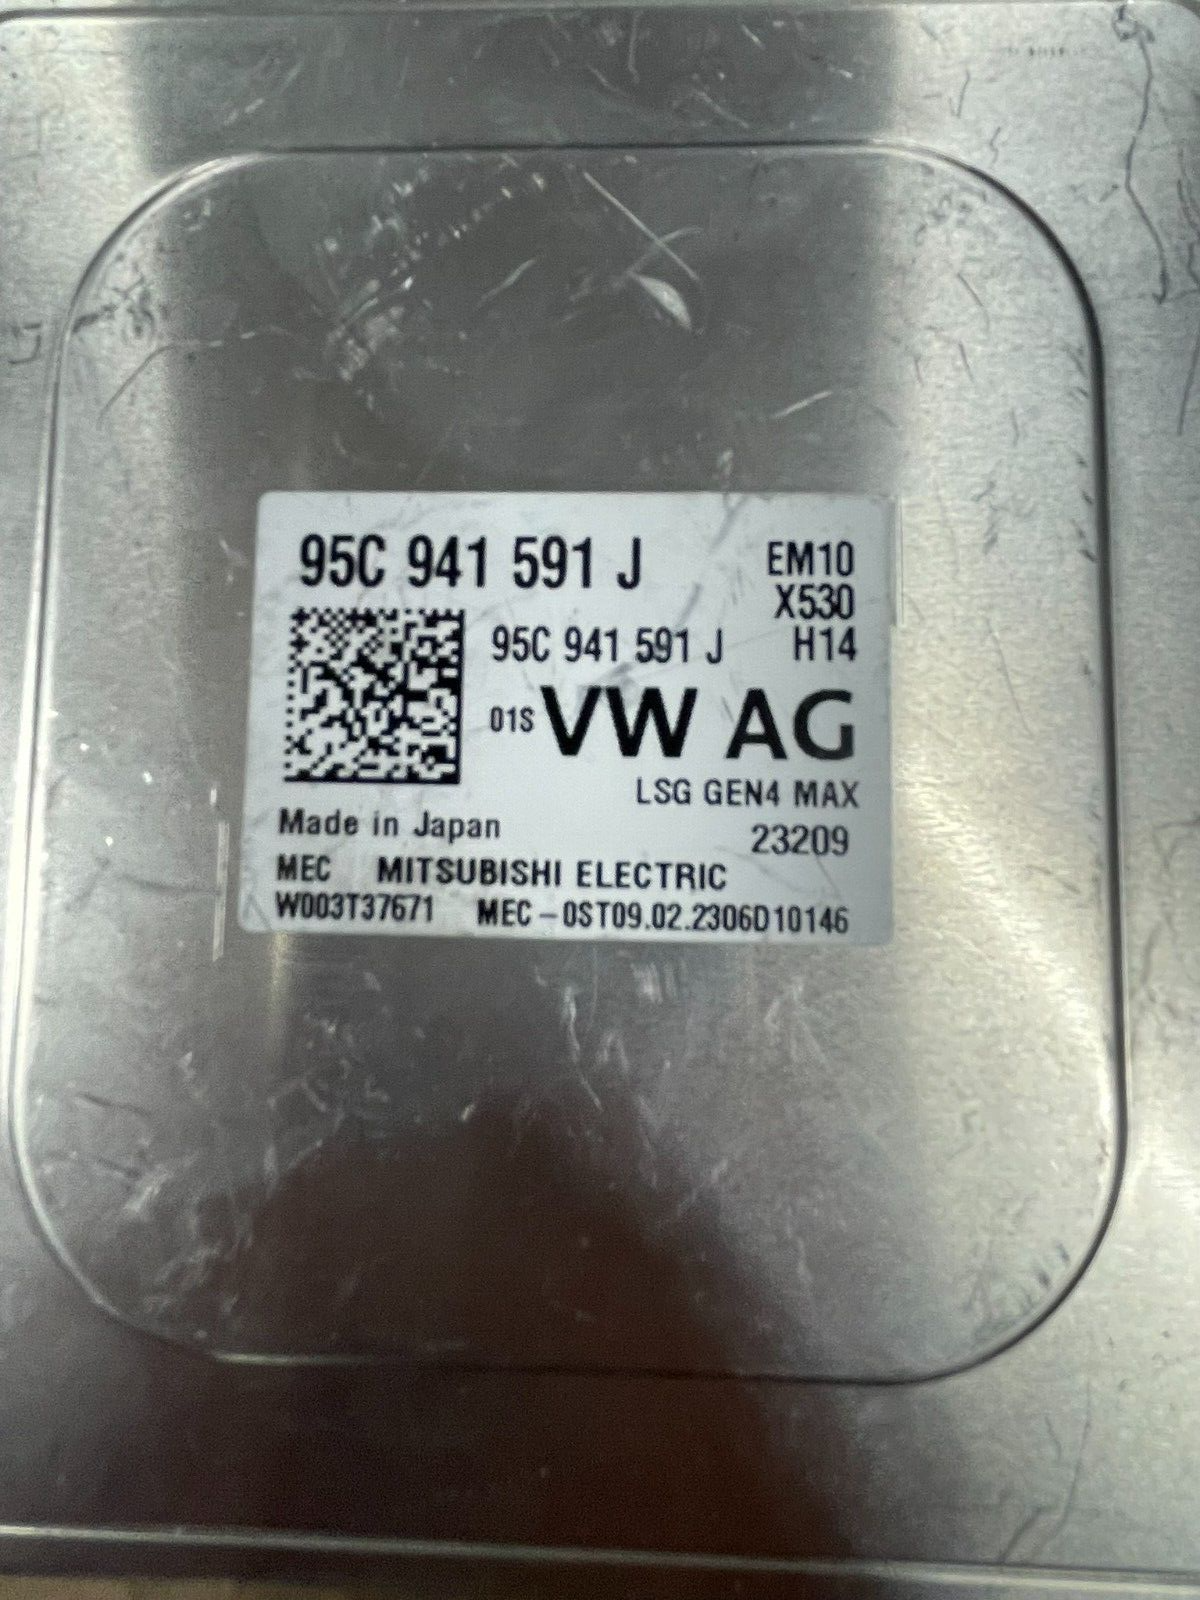 95C 941 591 J
EM10
X530
95C 941 591 J
H14
01S VW AG
LSG GEN4 MAX
Made in Japan
23209
MEC MITSUBISHI ELECTRIC
W003T37671 MEC-0ST09.02.2306D10146